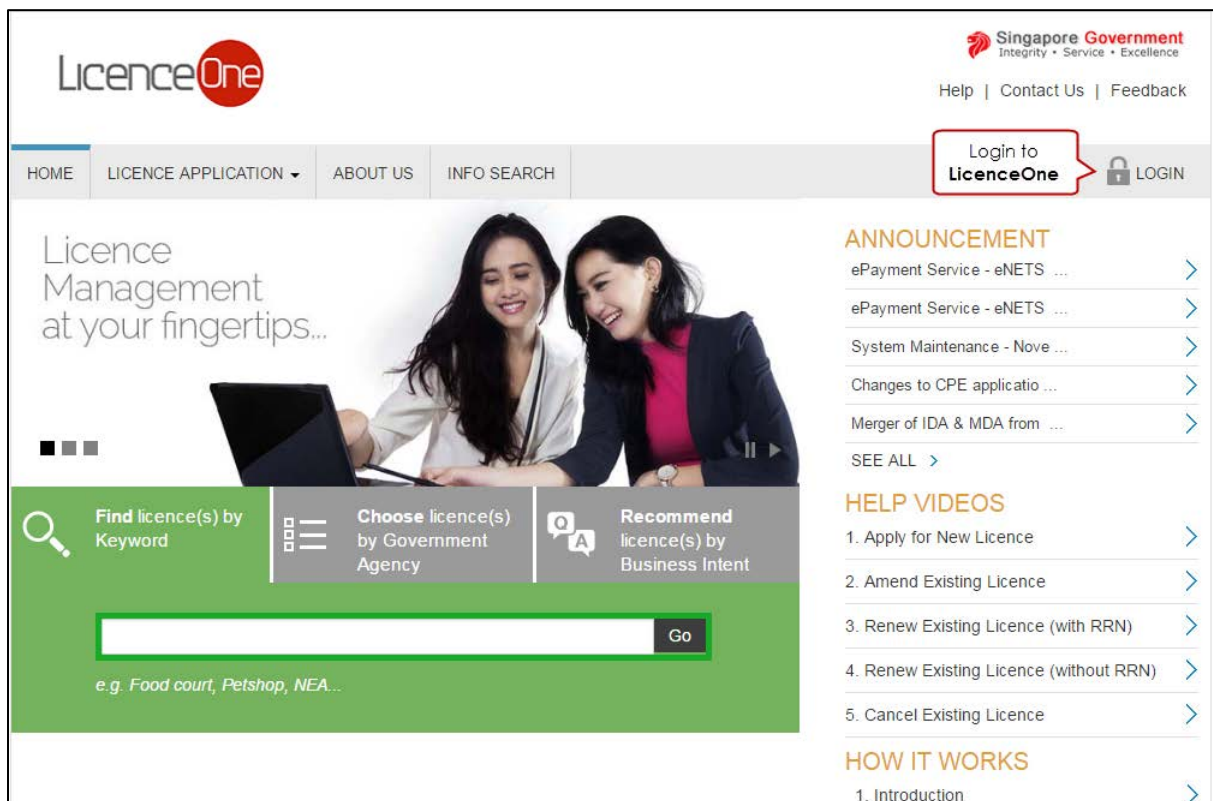 LicenceOne
Singapore Government
Integrity • Service • Excellence
Help | Contact Us | Feedback
HOME
LICENCE APPLICATION
ABOUT US
INFO SEARCH
Login to
LicenceOne
LOGIN
Licence
Management
at your fingertips...
Find licence(s) by
Keyword
Choose licence(s)
by Government
Agency
Q
A
Recommend
licence(s) by
Business Intent
Go
e.g. Food court, Petshop, NEA...
ANNOUNCEMENT
ePayment Service - eNETS ...
ePayment Service - eNETS ...
System Maintenance - Nove ...
Changes to CPE applicatio ...
Merger of IDA & MDA from ...
SEE ALL >
HELP VIDEOS
1. Apply for New Licence
2. Amend Existing Licence
3. Renew Existing Licence (with RRN)
4. Renew Existing Licence (without RRN)
5. Cancel Existing Licence
HOW IT WORKS
1. Introduction